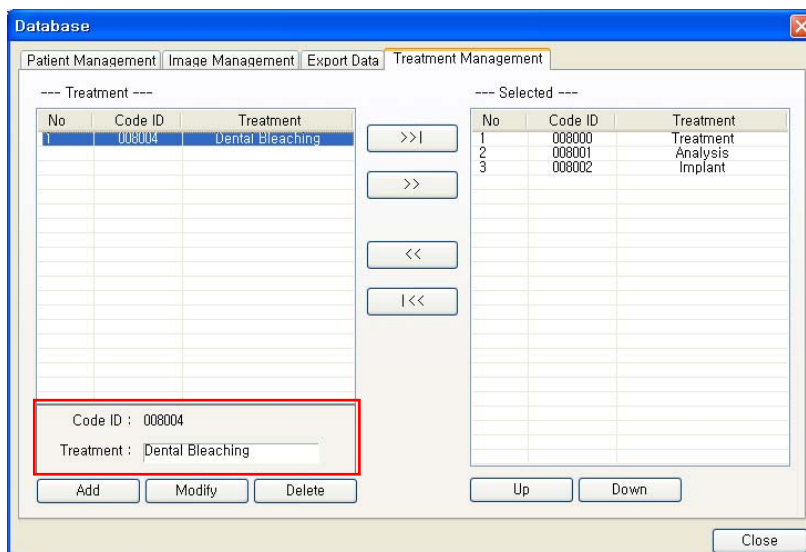 Database
Patient Management Image Management Export Data Treatment Management
--- Treatment ---
No Code ID Treatment
1 008004 Dental Bleaching
Code ID : 008004
Treatment : Dental Bleaching
Add Modify Delete
>>|
>>
<<
|<<
--- Selected ---
No Code ID Treatment
1 008000 Treatment
2 008001 Analysis
3 008002 Implant
Up Down
Close